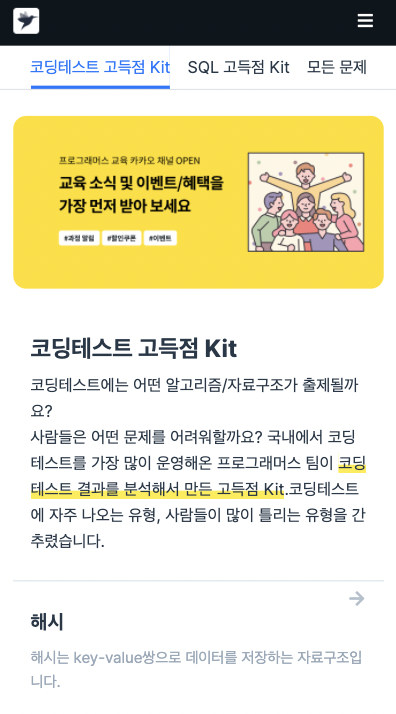 코딩테스트 고득점 Kit SQL 고득점 Kit 모든 문제
프로그래머스 교육 카카오 채널 OPEN
교육 소식 및 이벤트/혜택을
가장 먼저 받아 보세요
#과정 알림 #할인쿠폰 #이벤트
코딩테스트 고득점 Kit
코딩테스트에는 어떤 알고리즘/자료구조가 출제될까
요?
사람들은 어떤 문제를 어려워할까요? 국내에서 코딩
테스트를 가장 많이 운영해온 프로그래머스 팀이 코딩
테스트 결과를 분석해서 만든 고득점 Kit.코딩테스트
에 자주 나오는 유형, 사람들이 많이 틀리는 유형을 간
추렸습니다.
해시
해시는 key-value쌍으로 데이터를 저장하는 자료구조입
니다.